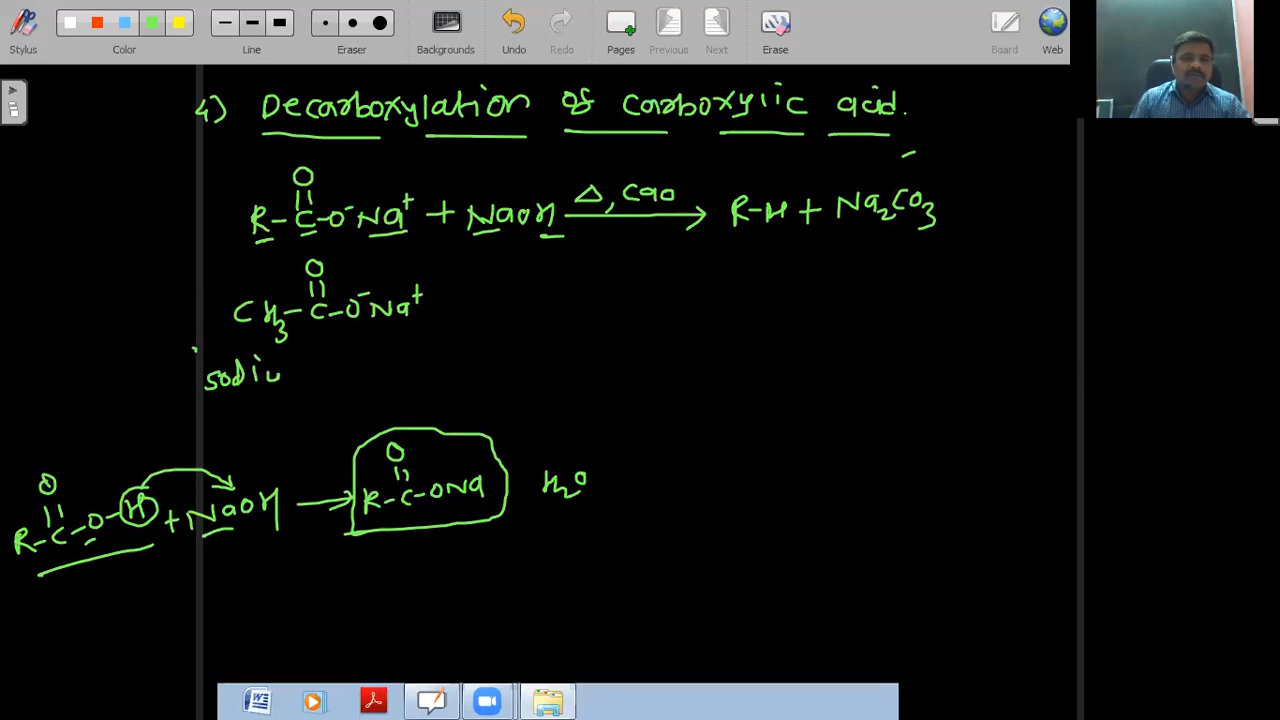 Stylus Color Line Eraser Backgrounds Undo Redo Pages Previous Next Erase Board Web
4) Decarboxylation of carboxylic acid.
O
R-C-O⁻Na⁺ + NaOH △, CaO → R-H + Na₂CO₃
O
CH₃-C-O⁻Na⁺
sodiu
O
R-C-O-H + NaOH →
O
R-C-ONa H₂O